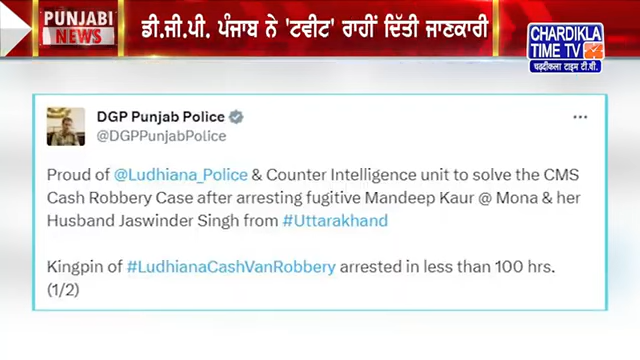 PUNJABI
NEWS
ਡੀ.ਜੀ.ਪੀ. ਪੰਜਾਬ ਨੇ 'ਟਵੀਟ' ਰਾਹੀਂ ਦਿੱਤੀ ਜਾਣਕਾਰੀ
CHARDIKLA
TIME TV
ਚੜ੍ਹਦੀਕਲਾ ਟਾਇਮ ਟੀ.ਵੀ.
DGP Punjab Police
@DGPPunjabPolice
Proud of @Ludhiana_Police & Counter Intelligence unit to solve the CMS
Cash Robbery Case after arresting fugitive Mandeep Kaur @ Mona & her
Husband Jaswinder Singh from #Uttarakhand
Kingpin of #LudhianaCashVanRobbery arrested in less than 100 hrs.
(1/2)